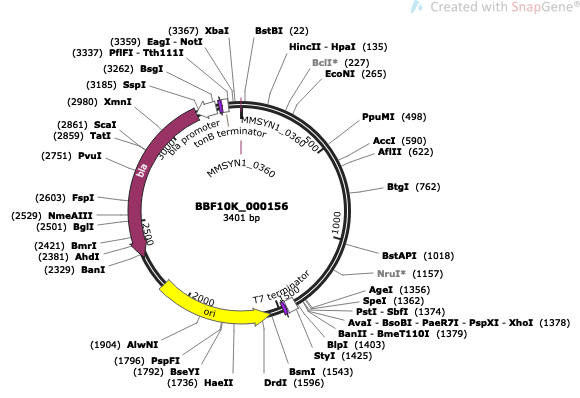 Created with SnapGene®
(3367) XbaI
BstBI (22)
(3359) EagI - NotI
HincII - HpaI (135)
(3337) PflFI - Tth111I
BclI* (227)
(3262) BsgI
EcoNI (265)
(3185) SspI
(2980) XmnI
PpuMI (498)
(2861) ScaI
(2859) TatI
AccI (590)
(2751) PvuI
AflII (622)
BtgI (762)
(2603) FspI
(2529) NmeAIII
(2501) BglI
(2421) BmrI
BstAPI (1018)
(2381) AhdI
NruI* (1157)
(2329) BanI
AgeI (1356)
SpeI (1362)
PstI - SbfI (1374)
AvaI - BsoBI - PaeR7I - PspXI - XhoI (1378)
BanII - BmeT110I (1379)
(1904) AlwNI
BlpI (1403)
StyI (1425)
(1796) PspFI
BsmI (1543)
(1792) BseYI
(1736) HaeII
DrdI (1596)
MMSYN1_0360
bla promoter
tonB terminator
MMSYN1_0360
bla
BBF10K_000156
3401 bp
T7 terminator
ori
500
1000
1500
2000
2500
3000